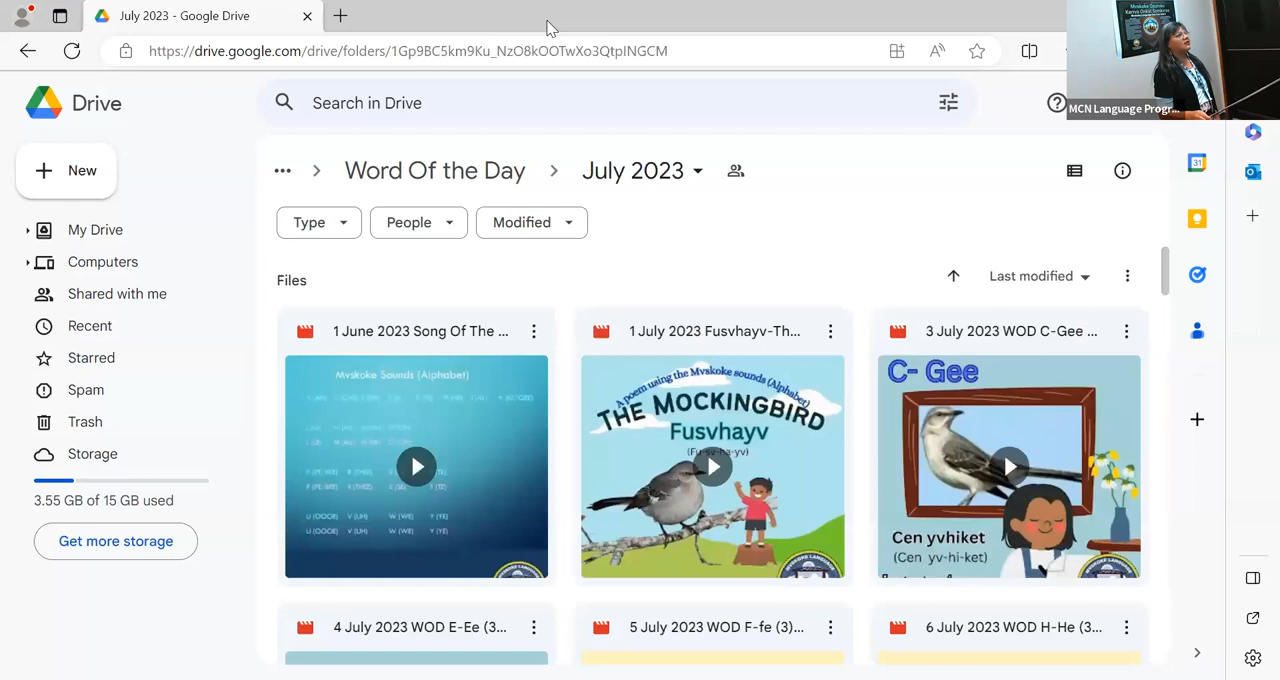 July 2023 - Google Drive
https://drive.google.com/drive/folders/1Gp9BC5km9Ku_NzO8kOOTwXo3QtpINGCM
Drive
Search in Drive
MCN Language Progr...
New
Word Of the Day
July 2023
Type
People
Modified
My Drive
Computers
Shared with me
Recent
Starred
Spam
Trash
Storage
3.55 GB of 15 GB used
Get more storage
Files
Last modified
1 June 2023 Song Of The ...
1 July 2023 Fusvhayv-Th...
3 July 2023 WOD C-Gee ...
Mvskoke Sounds (Alphabet)
A poem using the Mvskoke sounds (Alphabet)
THE MOCKINGBIRD
Fusvhayv
(Fu-sv-ha-yv)
C- Gee
Cen yvhiket
(Cen yv-hi-ket)
4 July 2023 WOD E-Ee (3...
5 July 2023 WOD F-fe (3)...
6 July 2023 WOD H-He (3...
31